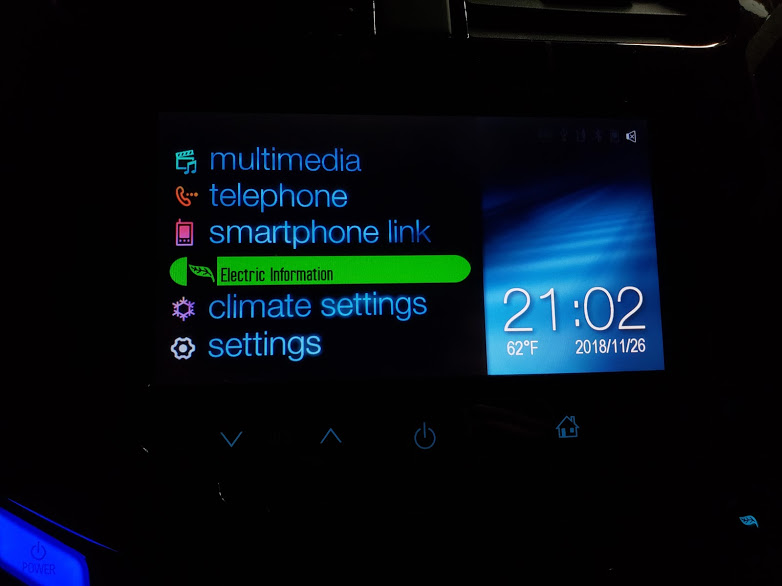 multimedia
telephone
smartphone link
Electric Information
climate settings
settings
21:02
62°F 2018/11/26
POWER